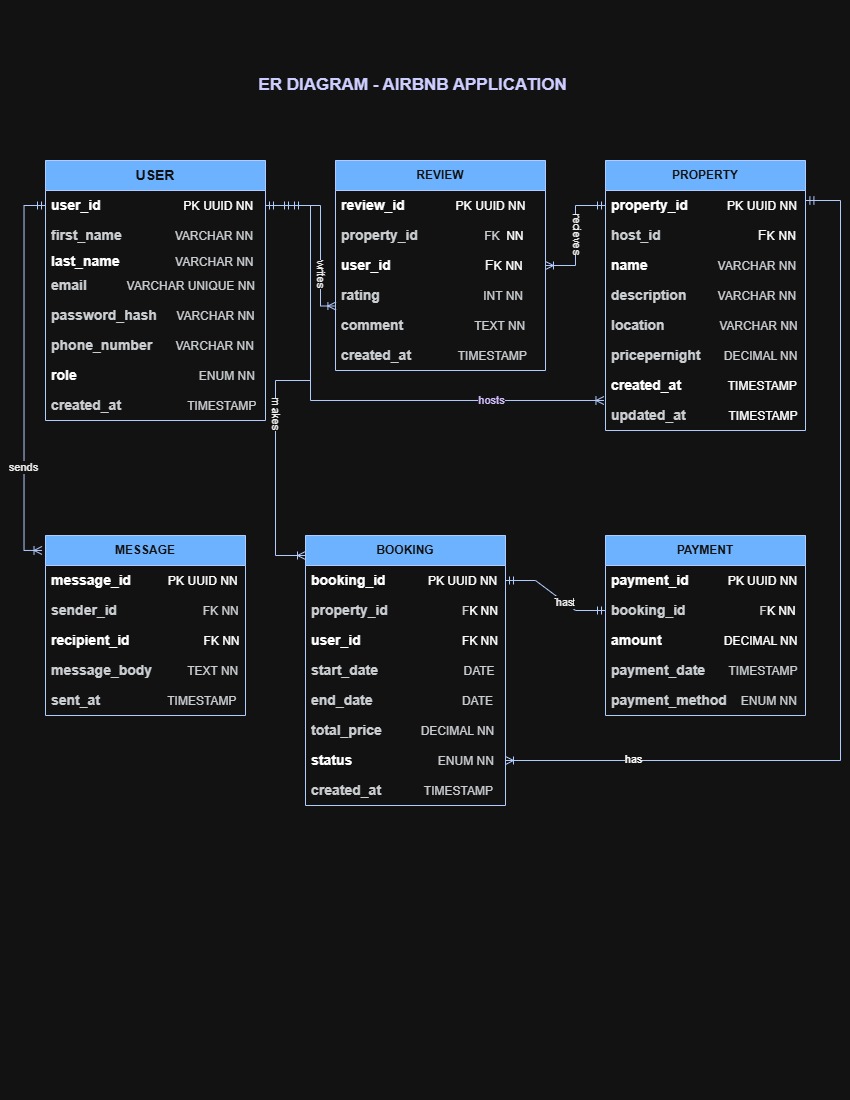 ER DIAGRAM - AIRBNB APPLICATION
USER
user_id PK UUID NN
first_name VARCHAR NN
last_name VARCHAR NN
email VARCHAR UNIQUE NN
password_hash VARCHAR NN
phone_number VARCHAR NN
role ENUM NN
created_at TIMESTAMP
writes
REVIEW
review_id PK UUID NN
property_id FK NN
user_id FK NN
rating INT NN
comment TEXT NN
created_at TIMESTAMP
PROPERTY
property_id PK UUID NN
host_id FK NN
name VARCHAR NN
description VARCHAR NN
location VARCHAR NN
pricepernight DECIMAL NN
created_at TIMESTAMP
updated_at TIMESTAMP
makes
hosts
sends
MESSAGE
message_id PK UUID NN
sender_id FK NN
recipient_id FK NN
message_body TEXT NN
sent_at TIMESTAMP
BOOKING
booking_id PK UUID NN
property_id FK NN
user_id FK NN
start_date DATE
end_date DATE
total_price DECIMAL NN
status ENUM NN
created_at TIMESTAMP
has
PAYMENT
payment_id PK UUID NN
booking_id FK NN
amount DECIMAL NN
payment_date TIMESTAMP
payment_method ENUM NN
has